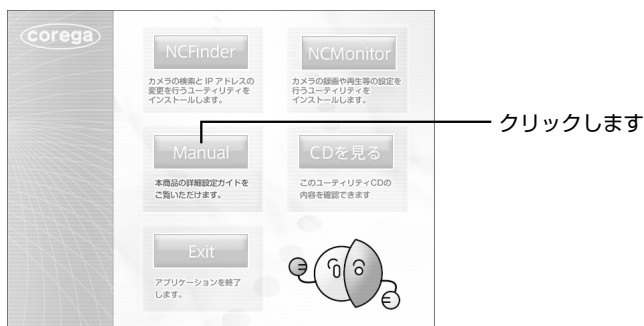 corega
NCFinder
カメラの検索と IP アドレスの
変更を行うユーティリティを
インストールします。
NCMonitor
カメラの録画や再生等の設定を
行うユーティリティを
インストールします。
Manual
本商品の詳細設定ガイドを
ご覧いただけます。
クリックします
CDを見る
このユーティリティCDの
内容を確認できます
Exit
アプリケーションを終了
します。